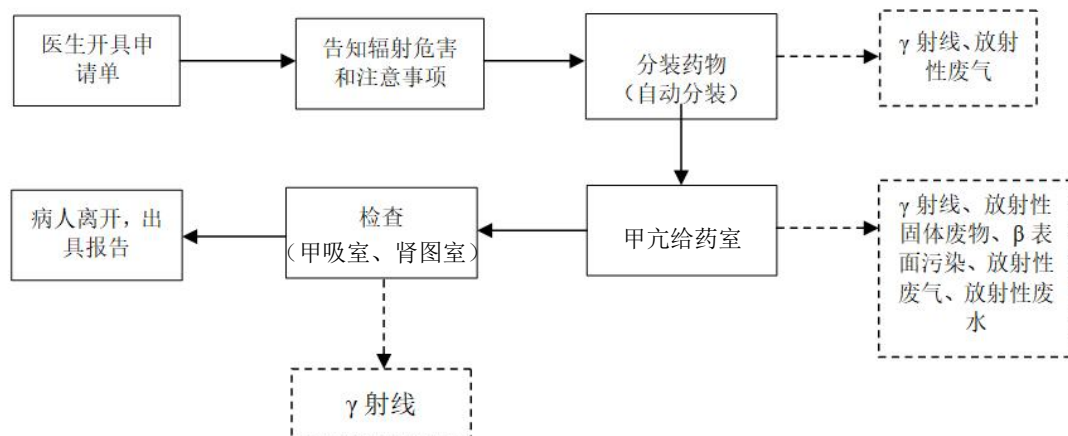 医生开具申
请单
告知辐射危害
和注意事项
分装药物
（自动分装）
γ 射线、放射
性废气
病人离开，出
具报告
检查
（甲吸室、肾图室）
甲亢给药室
γ 射线、放射性
固体废物、β 表
面污染、放射性
废气、放射性废
水
γ 射线